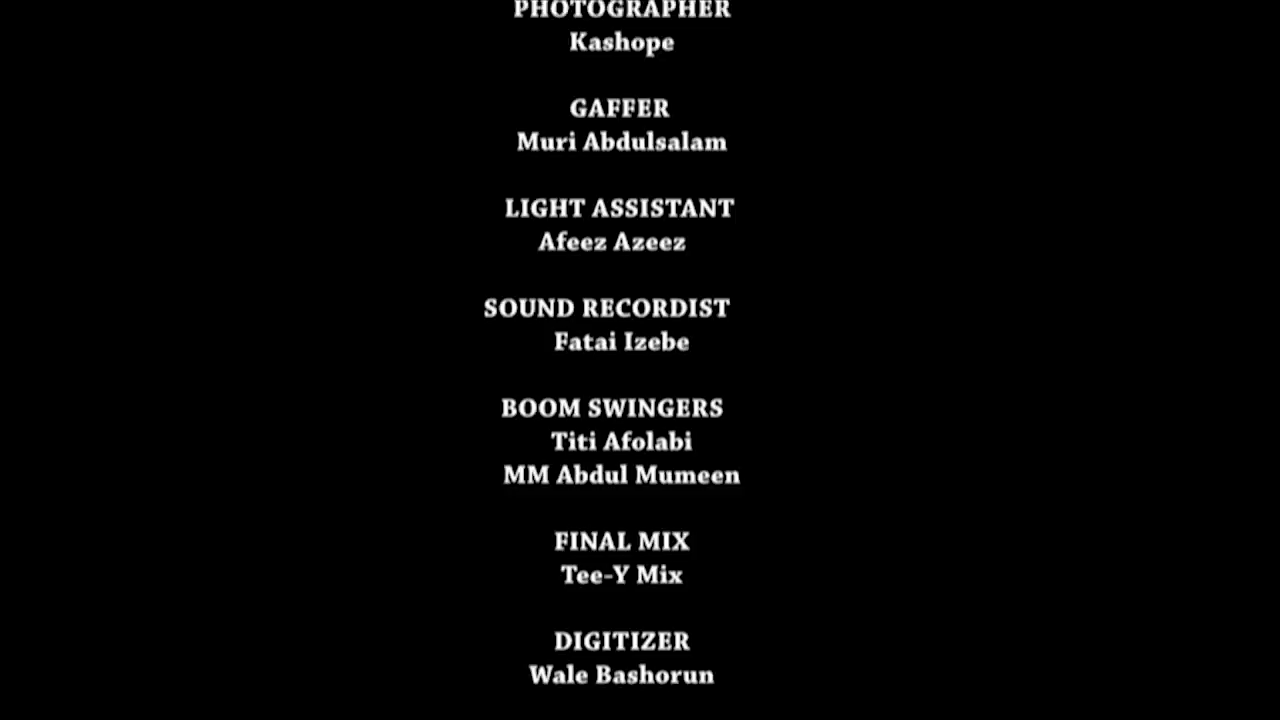 PHOTOGRAPHER
Kashope
GAFFER
Muri Abdulsalam
LIGHT ASSISTANT
Afeez Azeez
SOUND RECORDIST
Fatai Izebe
BOOM SWINGERS
Titi Afolabi
MM Abdul Mumeen
FINAL MIX
Tee-Y Mix
DIGITIZER
Wale Bashorun